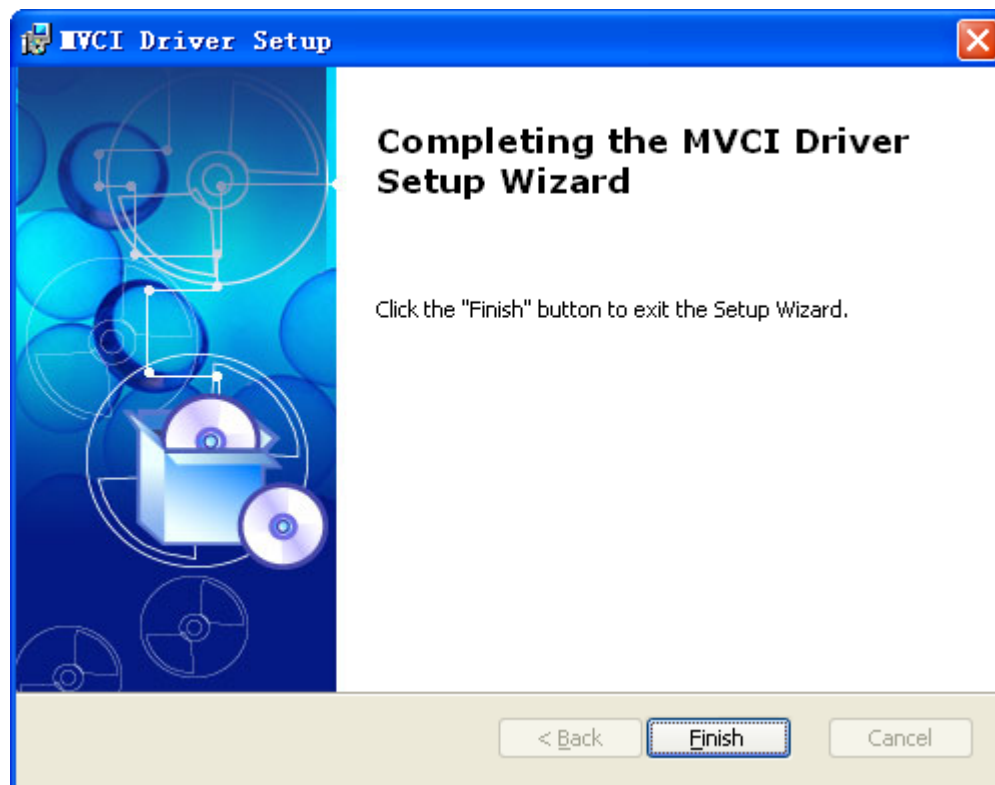 MVCI Driver Setup
Completing the MVCI Driver
Setup Wizard
Click the "Finish" button to exit the Setup Wizard.
< Back
Finish
Cancel